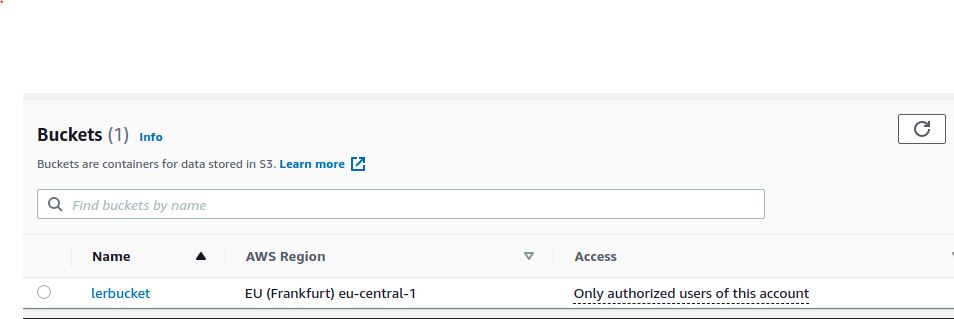 Buckets (1) Info
Buckets are containers for data stored in S3. Learn more
Find buckets by name
Name AWS Region Access
lerbucket EU (Frankfurt) eu-central-1 Only authorized users of this account